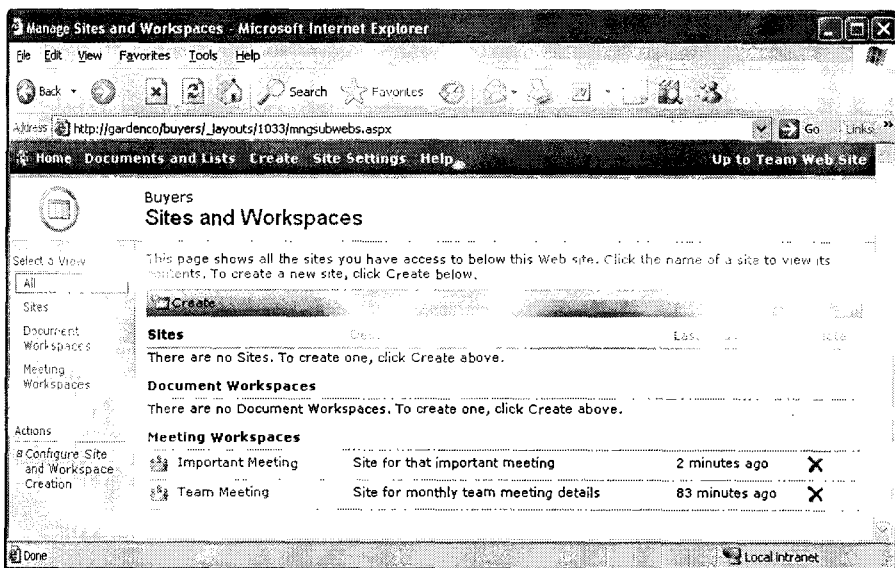 Manage Sites and Workspaces - Microsoft Internet Explorer
File Edit View Favorites Tools Help
Back Search Favorites
Address http://gardenco/buyers/_layouts/1033/mngsubwebs.aspx Go Links »
Home Documents and Lists Create Site Settings Help Up to Team Web Site
Buyers
Sites and Workspaces
Select a View
All
Sites
Document Workspaces
Meeting Workspaces
Actions
Configure Site and Workspace Creation
This page shows all the sites you have access to below this Web site. Click the name of a site to view its
contents. To create a new site, click Create below.
Create
Sites
There are no Sites. To create one, click Create above.
Document Workspaces
There are no Document Workspaces. To create one, click Create above.
Meeting Workspaces
Important Meeting Site for that important meeting 2 minutes ago
Team Meeting Site for monthly team meeting details 83 minutes ago
Done Local intranet